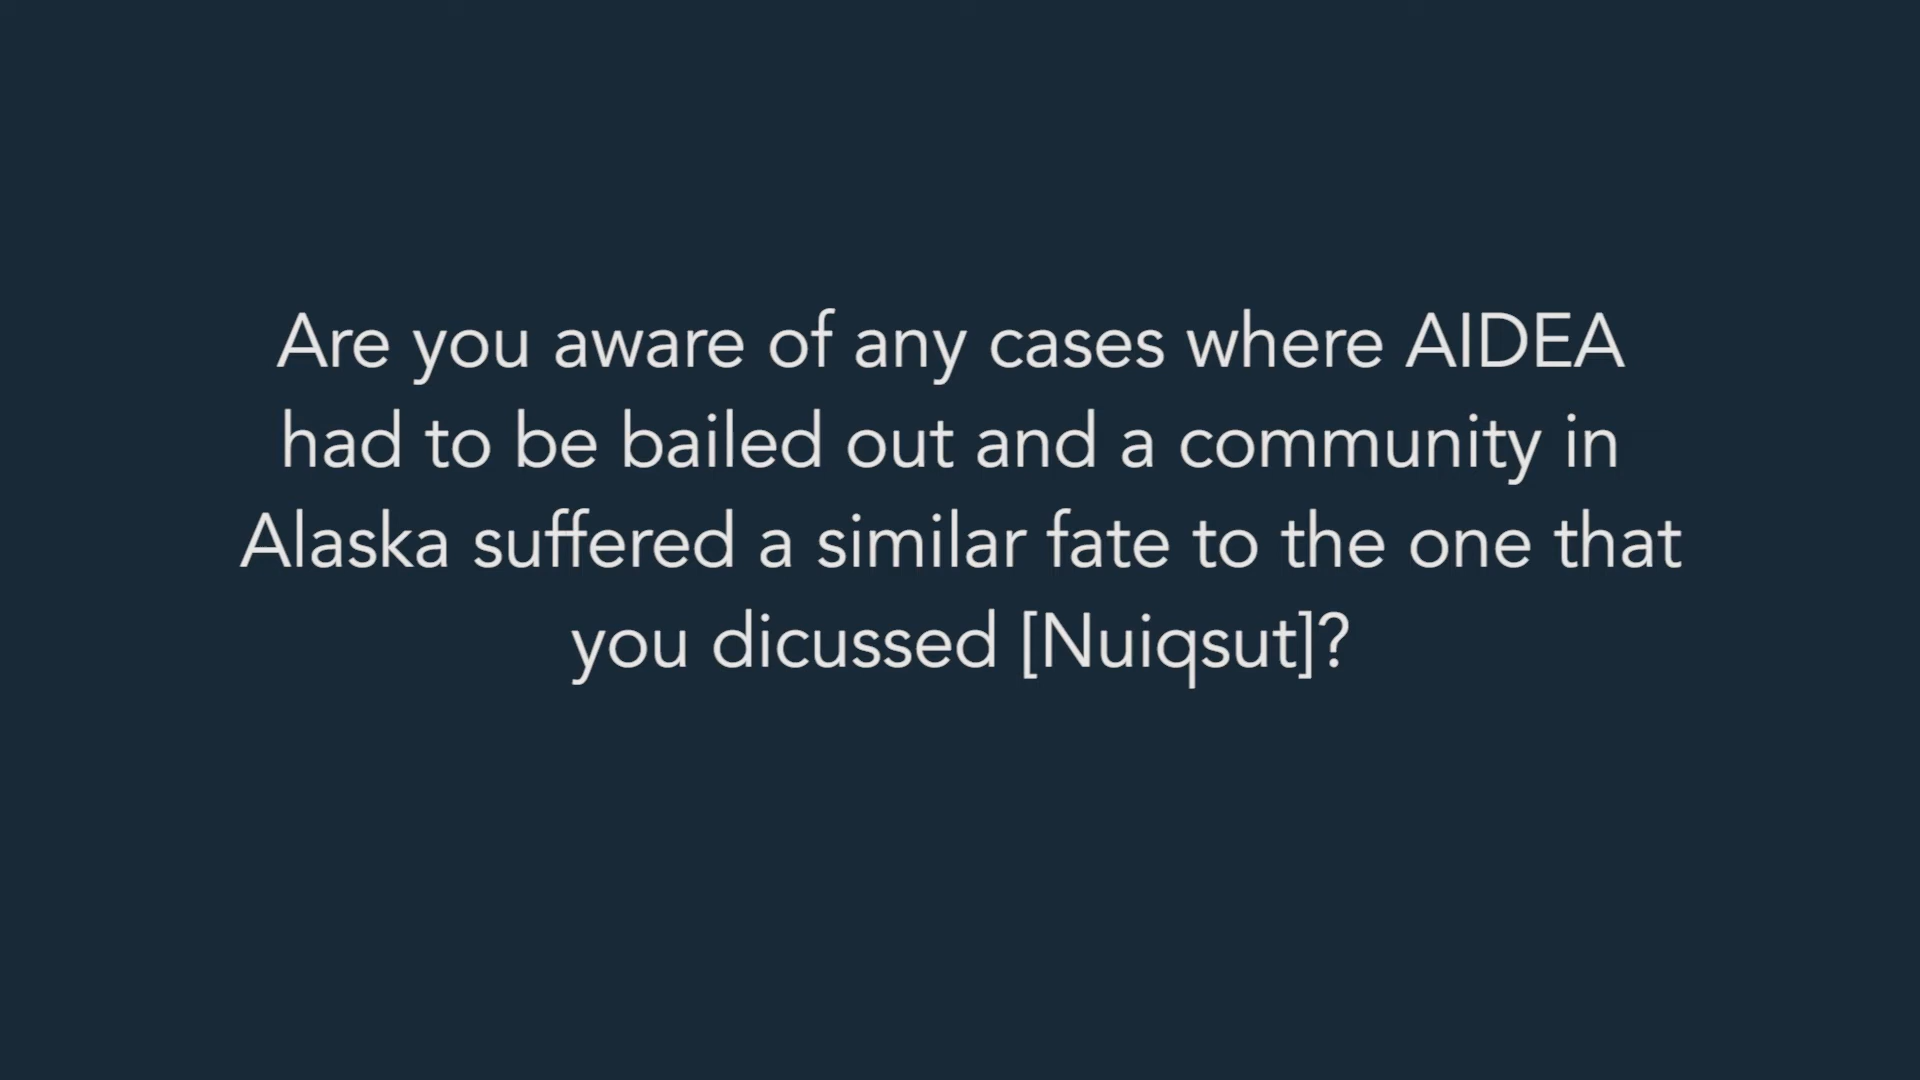 Are you aware of any cases where AIDEA
had to be bailed out and a community in
Alaska suffered a similar fate to the one that
you dicussed [Nuiqsut]?